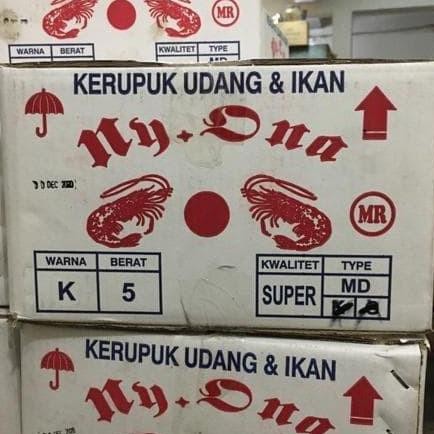 MR
WARNA BERAT
KWALITET TYPE
KERUPUK UDANG & IKAN
Ny. Ona
DEC
MR
WARNA BERAT
K 5
KWALITET TYPE
SUPER MD
KERUPUK UDANG & IKAN
Ny. Ona